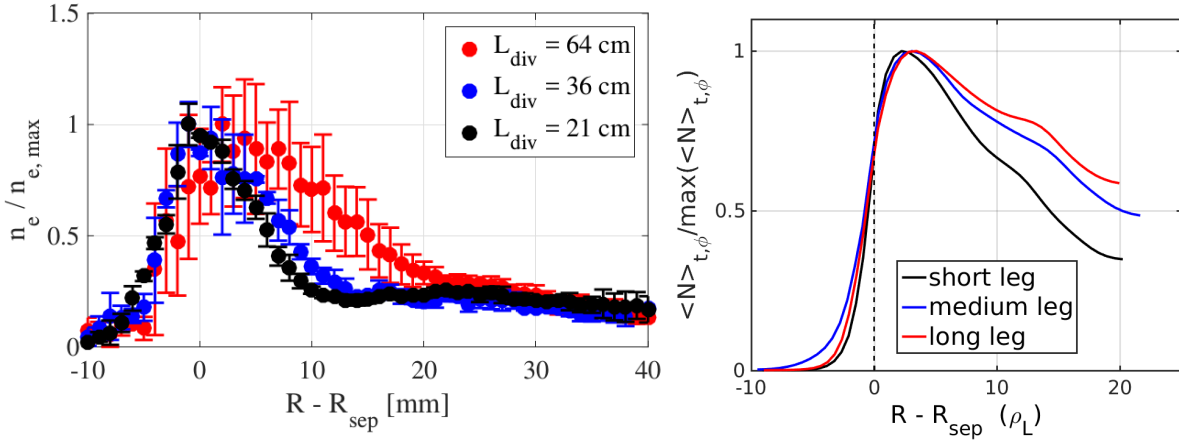 1.5
1
0.5
0
-10
0
10
20
30
40
n_e / n_e, max
R - R_sep [mm]
L_div = 64 cm
L_div = 36 cm
L_div = 21 cm
1
0.5
0
-10
0
10
20
<N>_t,ϕ/max(<N>_t,ϕ)
R - R_sep (ρ_L)
short leg
medium leg
long leg